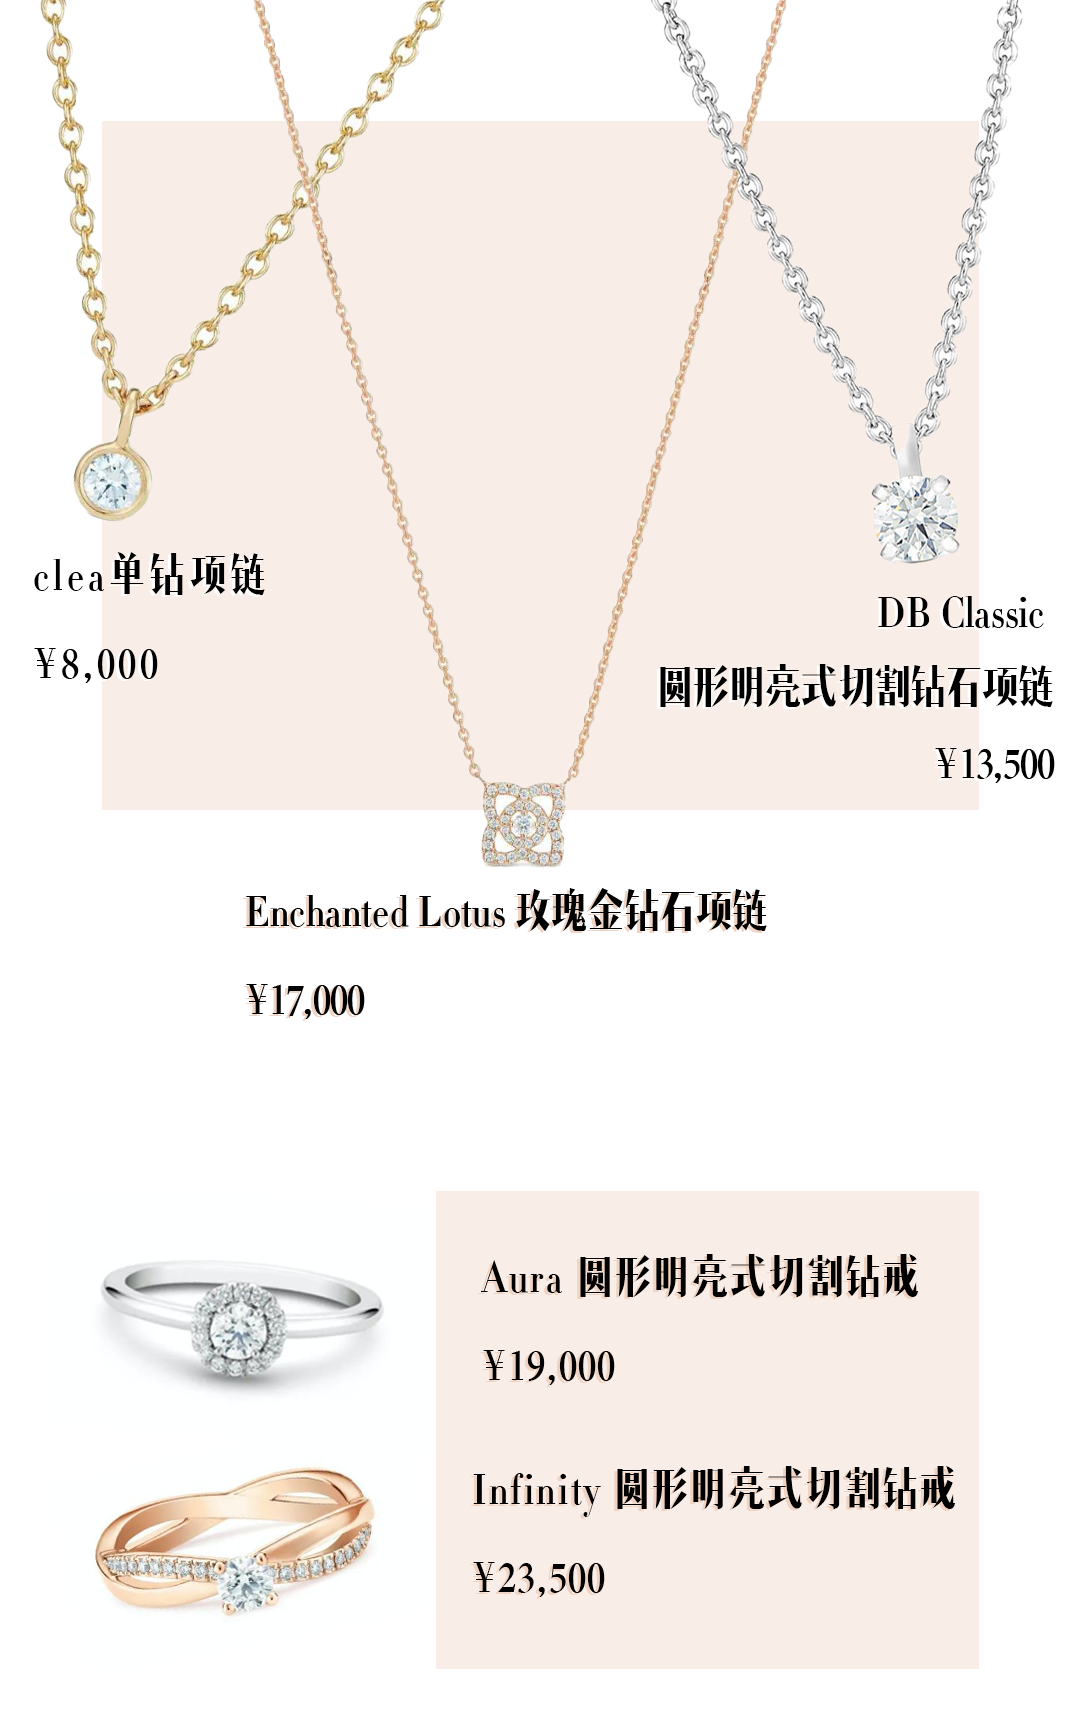 clea单钻项链
¥8,000
DB Classic
圆形明亮式切割钻石项链
¥13,500
Enchanted Lotus 玫瑰金钻石项链
¥17,000
Aura 圆形明亮式切割钻戒
¥19,000
Infinity 圆形明亮式切割钻戒
¥23,500